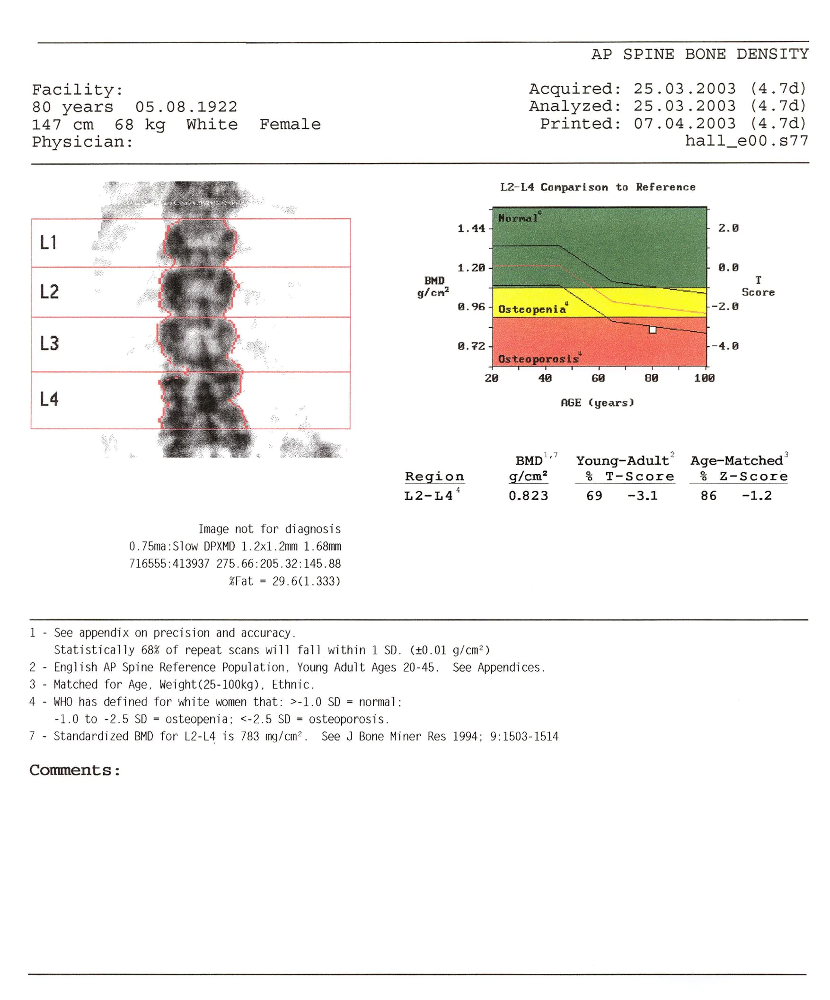 AP SPINE BONE DENSITY
Facility:
80 years 05.08.1922
147 cm 68 kg White Female
Physician:
Acquired: 25.03.2003 (4.7d)
Analyzed: 25.03.2003 (4.7d)
Printed: 07.04.2003 (4.7d)
hall_e00.s77
L1
L2
L3
L4
L2-L4 Comparison to Reference
Normal⁴
Osteopenia⁴
Osteoporosis⁴
BMD
g/cm²
1.44
1.20
0.96
0.72
2.0
0.0
-2.0
-4.0
T
Score
20 40 60 80 100
AGE (years)
BMD¹,⁷ Young-Adult² Age-Matched³
Region g/cm² % T-Score % Z-Score
L2-L4⁴ 0.823 69 -3.1 86 -1.2
Image not for diagnosis
0.75ma:Slow DPXMD 1.2x1.2mm 1.68mm
716555:413937 275.66:205.32:145.88
%Fat = 29.6(1.333)
1 - See appendix on precision and accuracy.
Statistically 68% of repeat scans will fall within 1 SD. (±0.01 g/cm²)
2 - English AP Spine Reference Population, Young Adult Ages 20-45. See Appendices.
3 - Matched for Age, Weight(25-100kg), Ethnic.
4 - WHO has defined for white women that: >-1.0 SD = normal;
-1.0 to -2.5 SD = osteopenia; <-2.5 SD = osteoporosis.
7 - Standardized BMD for L2-L4 is 783 mg/cm². See J Bone Miner Res 1994; 9:1503-1514
Comments: